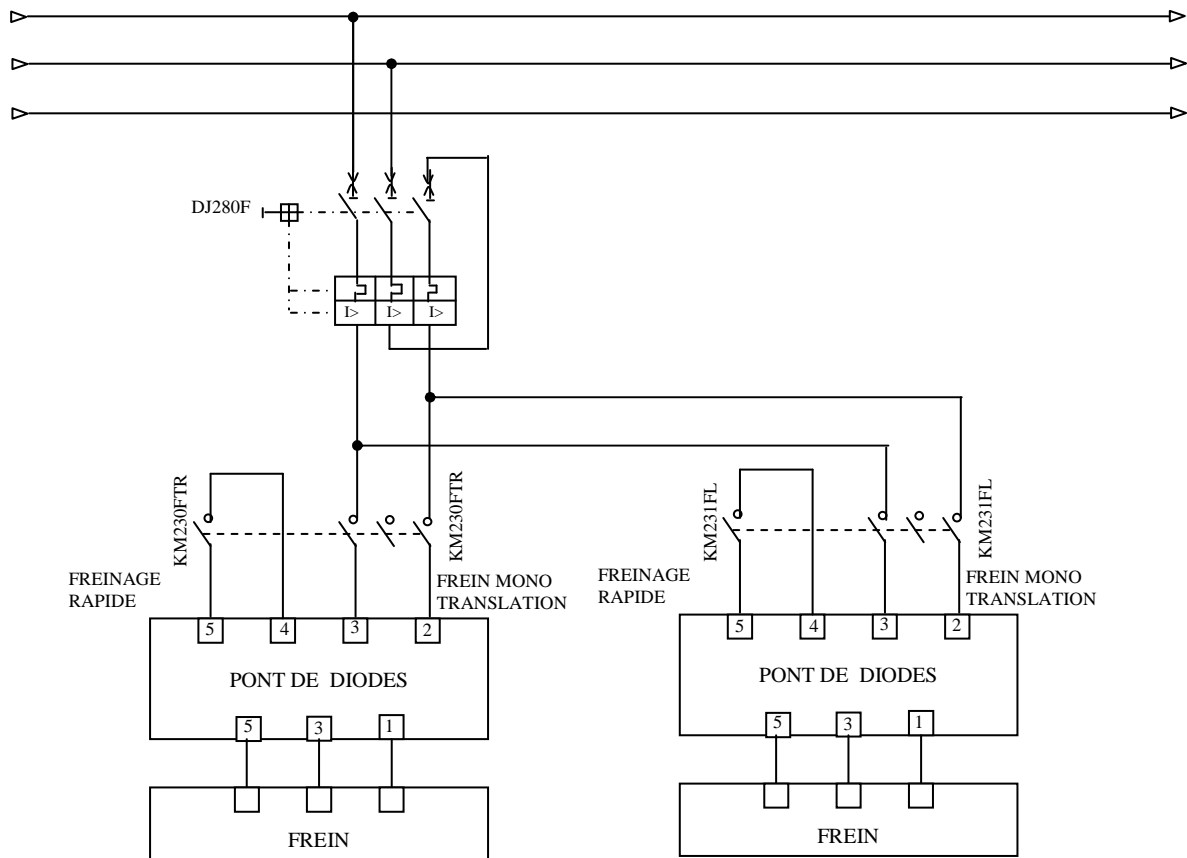 DJ280F
I> I> I>
KM230FTR
KM230FTR
KM231FL
KM231FL
FREINAGE
RAPIDE
FREIN MONO
TRANSLATION
FREINAGE
RAPIDE
FREIN MONO
TRANSLATION
5 4 3 2
5 4 3 2
PONT DE DIODES
PONT DE DIODES
5 3 1
5 3 1
FREIN
FREIN